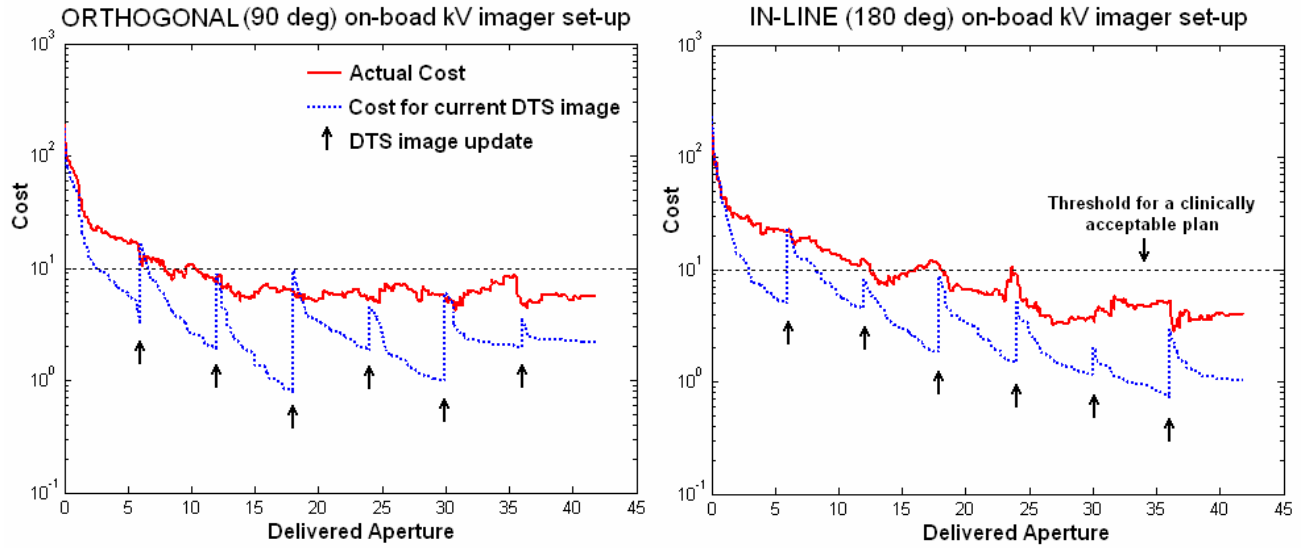 ORTHOGONAL (90 deg) on-boad kV imager set-up
10^3
10^2
10^1
10^0
10^-1
Cost
Actual Cost
Cost for current DTS image
DTS image update
0 5 10 15 20 25 30 35 40 45
Delivered Aperture
IN-LINE (180 deg) on-boad kV imager set-up
10^3
10^2
10^1
10^0
10^-1
Cost
Threshold for a clinically
acceptable plan
0 5 10 15 20 25 30 35 40 45
Delivered Aperture